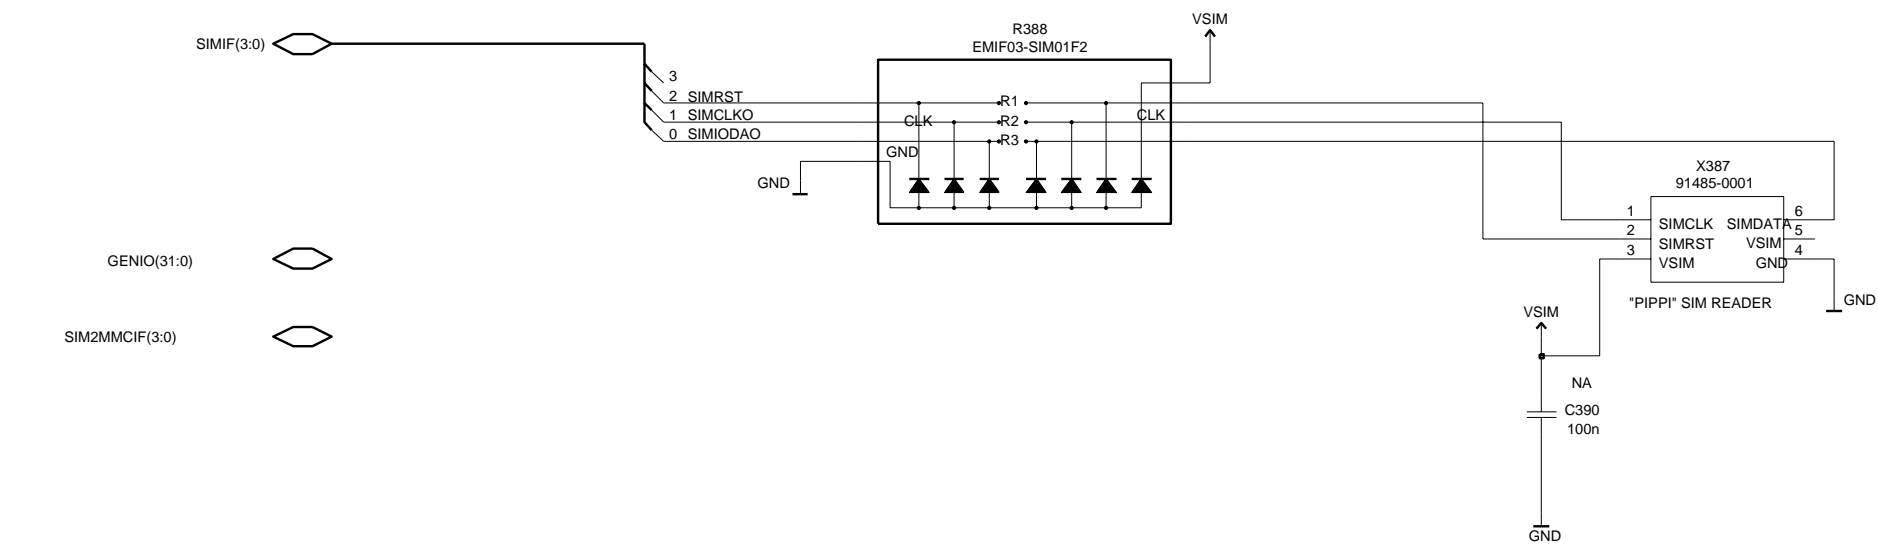 VSIM
R388
SIMIF(3:0)
EMIF03-SIM01F2
3
2 SIMRST
R1
1 SIMCLKO
CLK
R2
CLK
0 SIMIODAO
R3
GND
GND
X387
91485-0001
1
6
SIMCLK
SIMDATA
2
5
SIMRST
VSIM
3
4
VSIM
GND
GENIO(31:0)
"PIPPI" SIM READER
GND
VSIM
SIM2MMCIF(3:0)
NA
C390
100n
GND